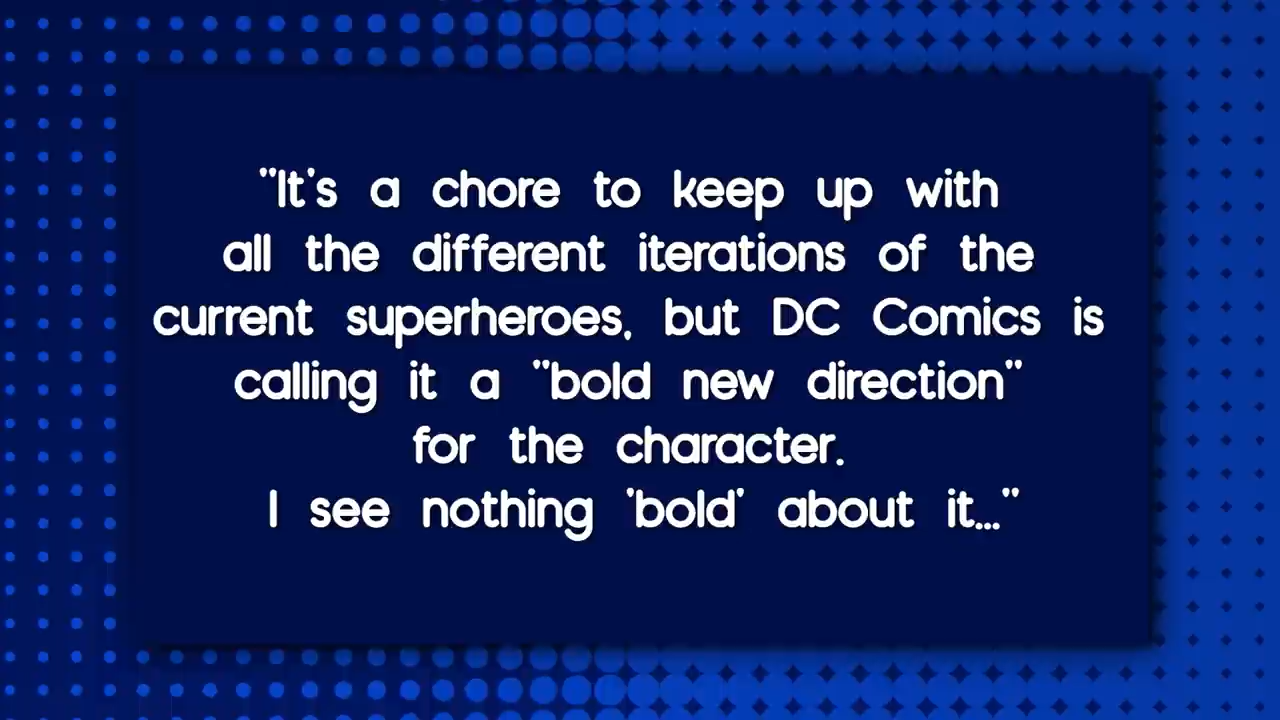 "It's a chore to keep up with
all the different iterations of the
current superheroes, but DC Comics is
calling it a "bold new direction"
for the character.
I see nothing 'bold' about it..."